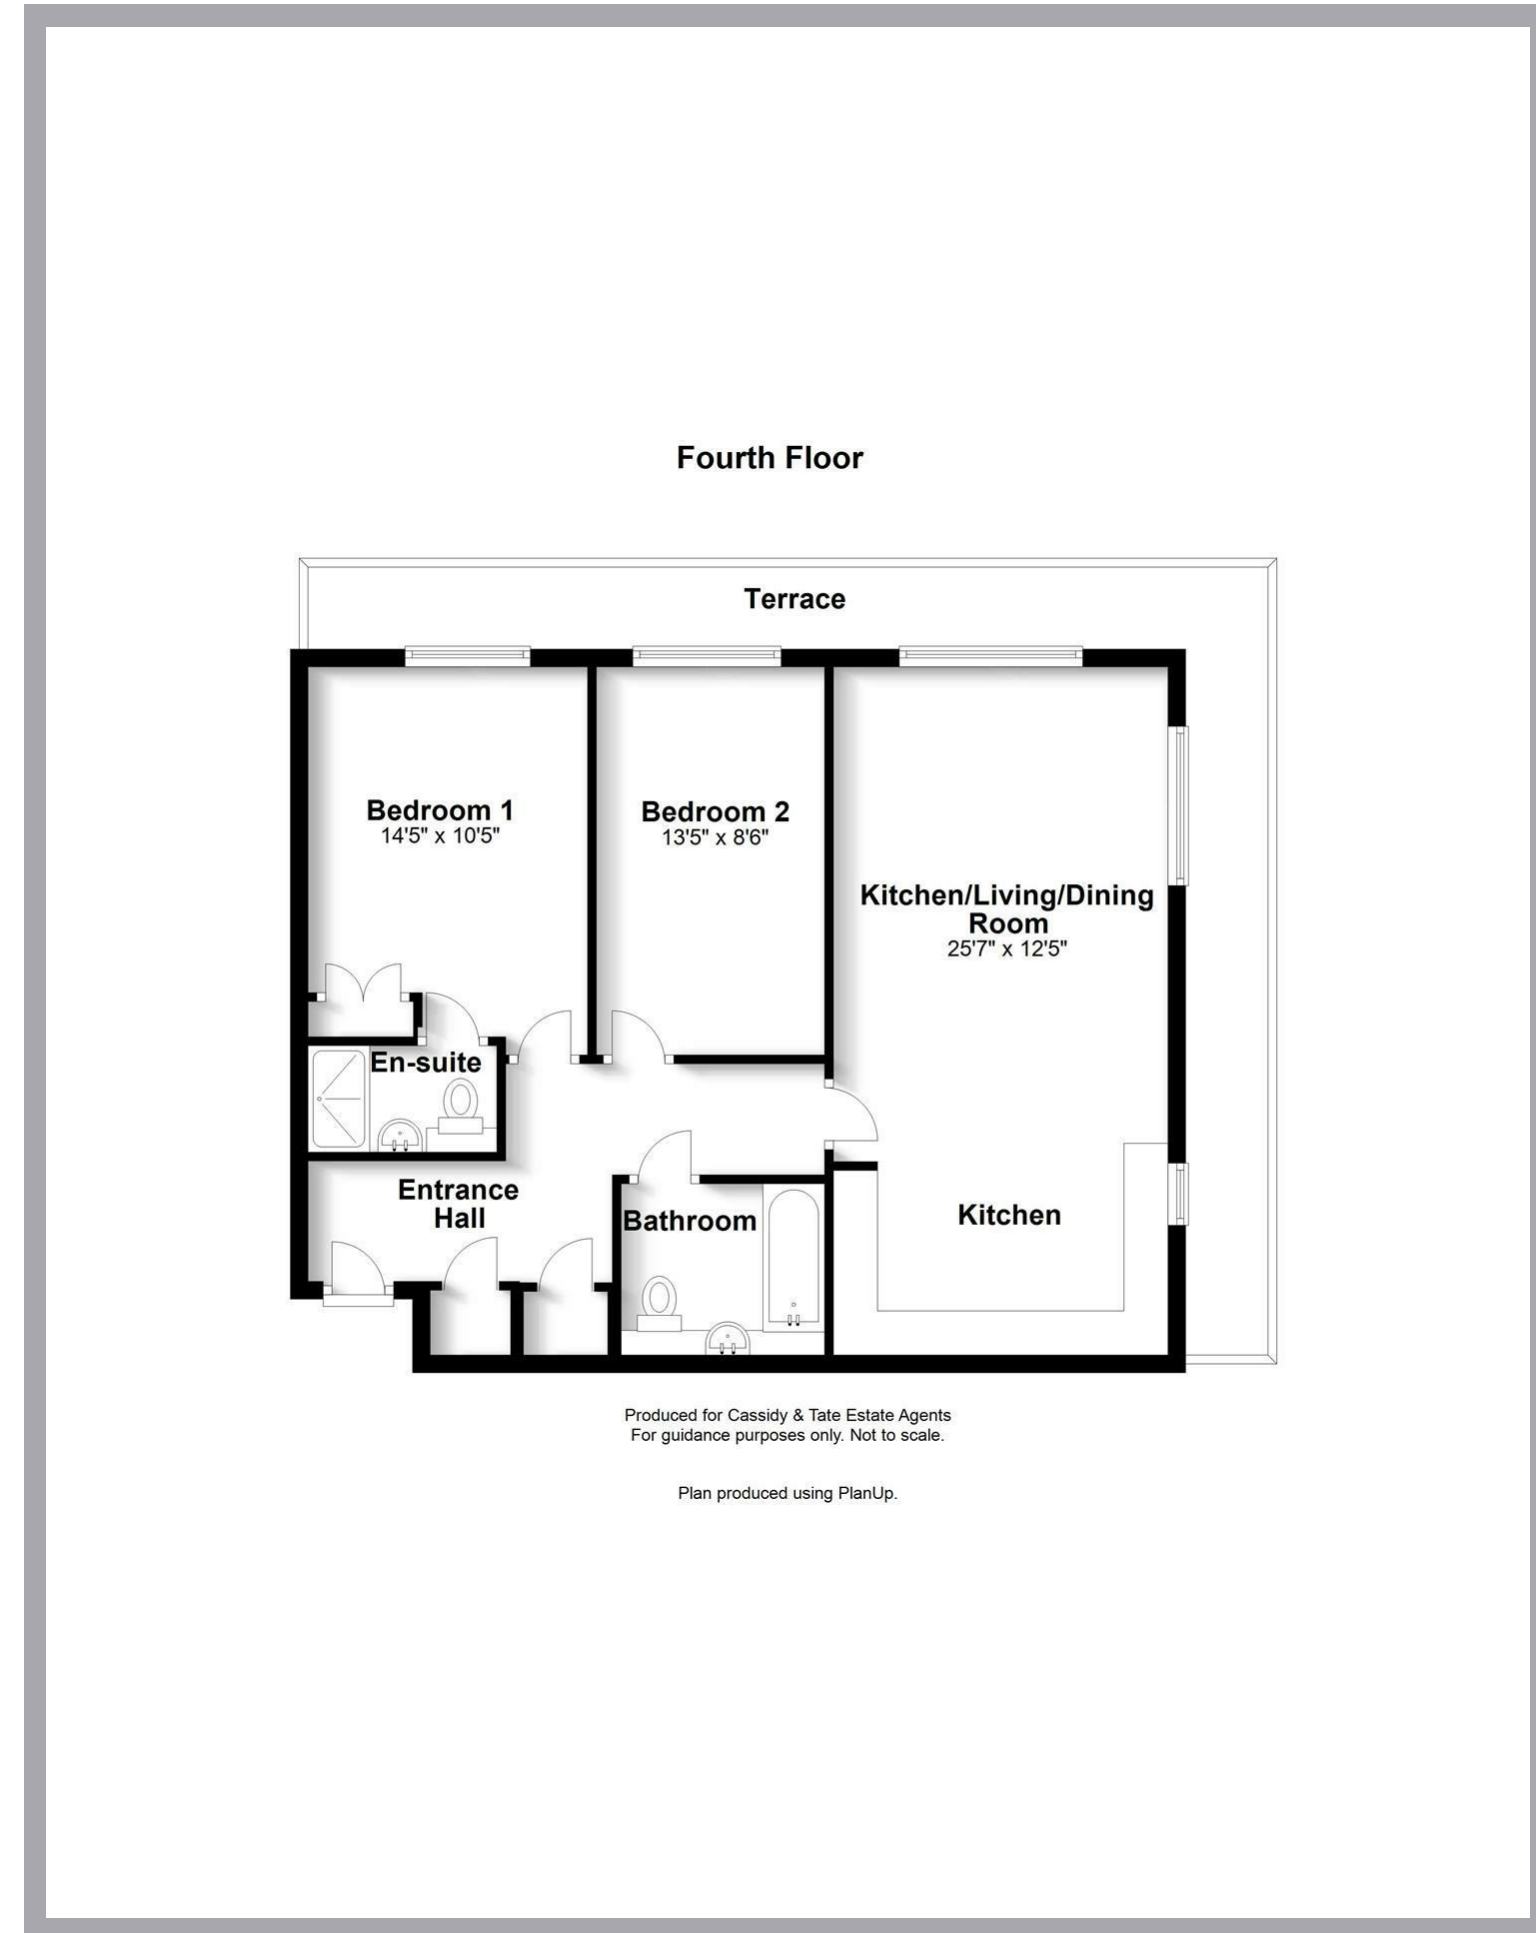 Fourth Floor
Terrace
Bedroom 1
14'5" x 10'5"
Bedroom 2
13'5" x 8'6"
Kitchen/Living/Dining
Room
25'7" x 12'5"
En-suite
Entrance
Hall
Bathroom
Kitchen
Produced for Cassidy & Tate Estate Agents
For guidance purposes only. Not to scale.
Plan produced using PlanUp.